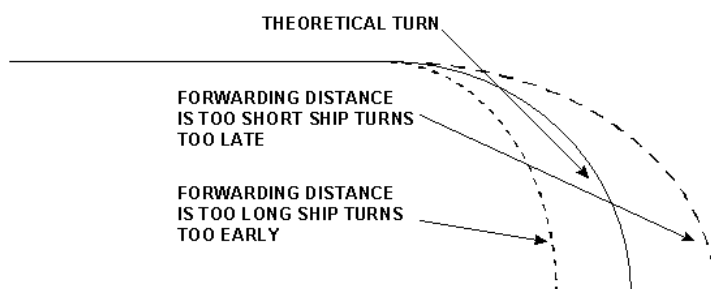 THEORETICAL TURN
FORWARDING DISTANCE
IS TOO SHORT SHIP TURNS
TOO LATE
FORWARDING DISTANCE
IS TOO LONG SHIP TURNS
TOO EARLY